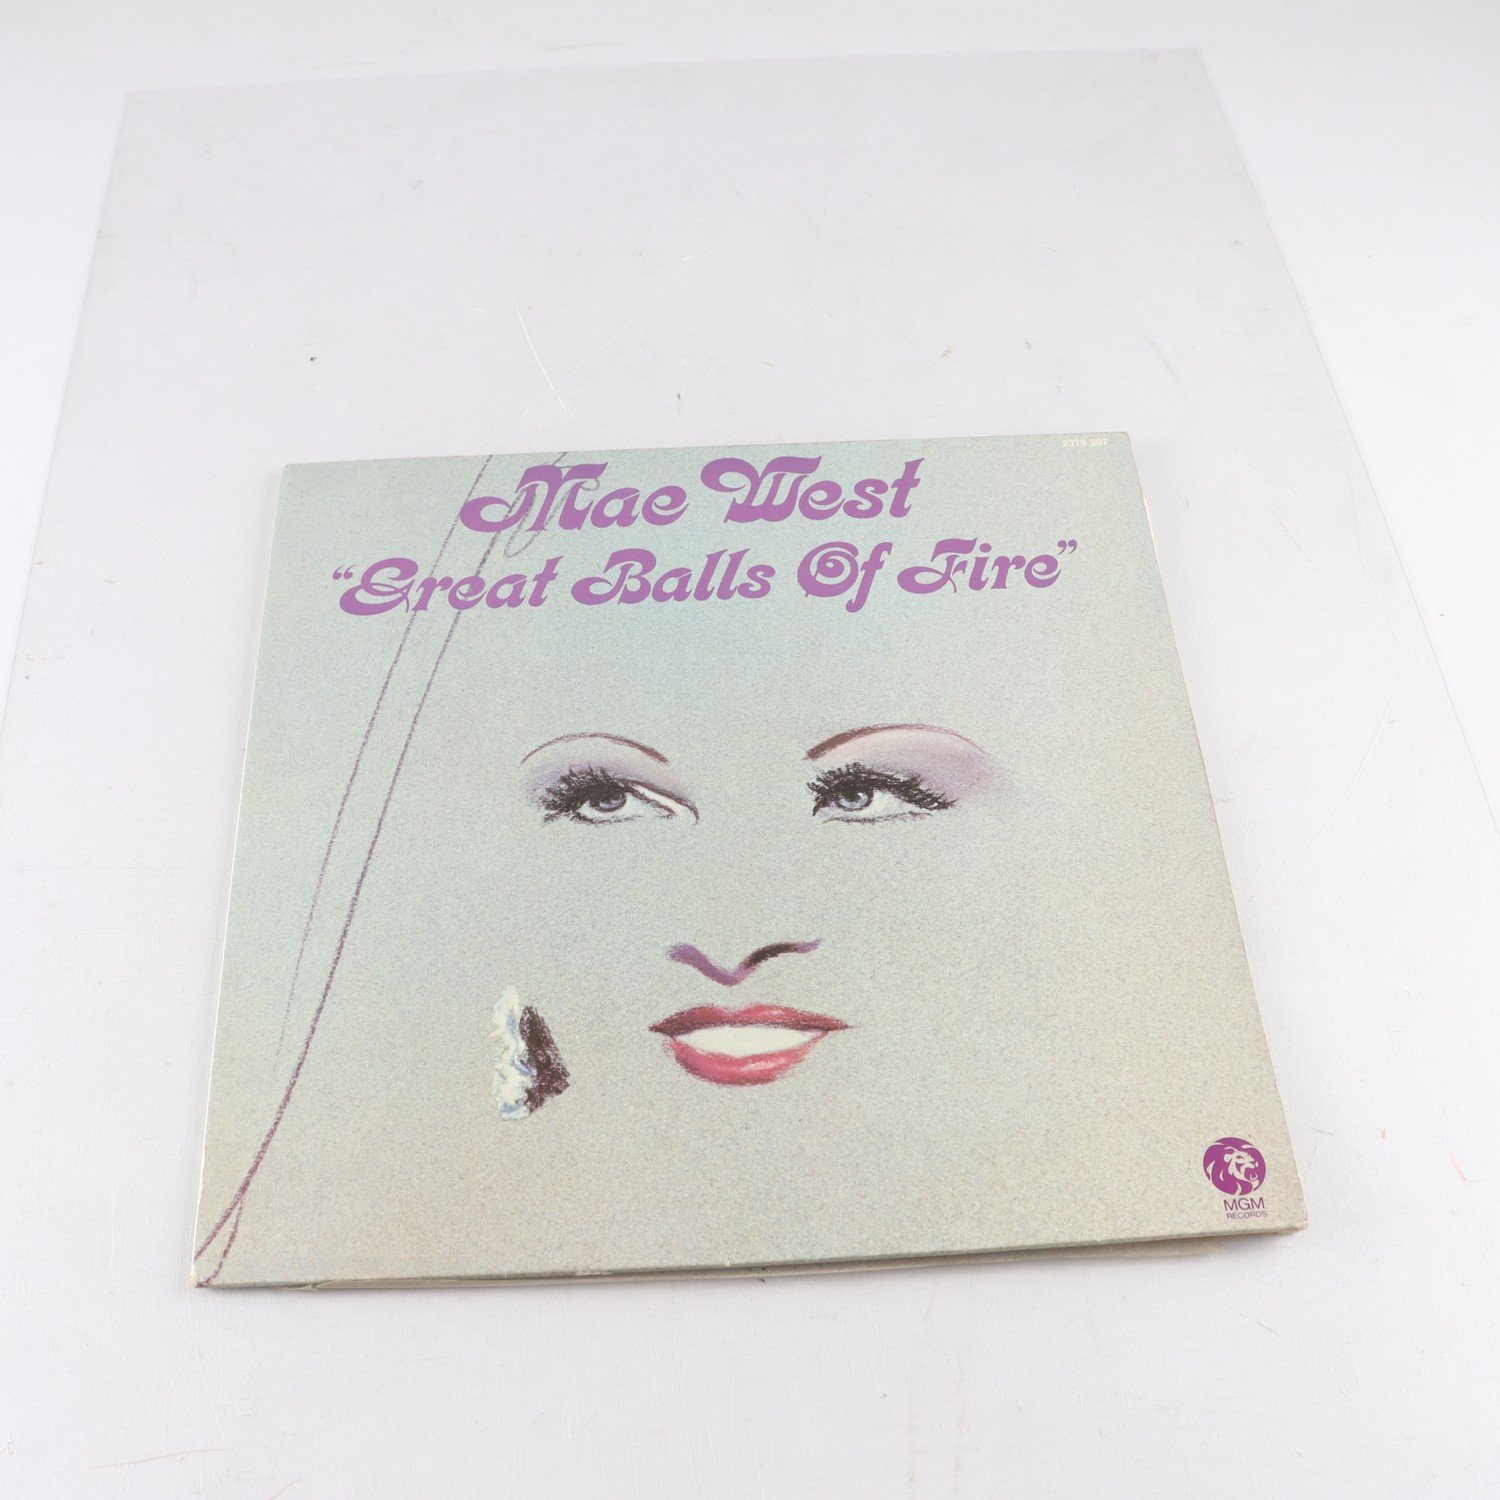 2315 207
Mae West
“Great Balls Of Fire”
MGM
RECORDS